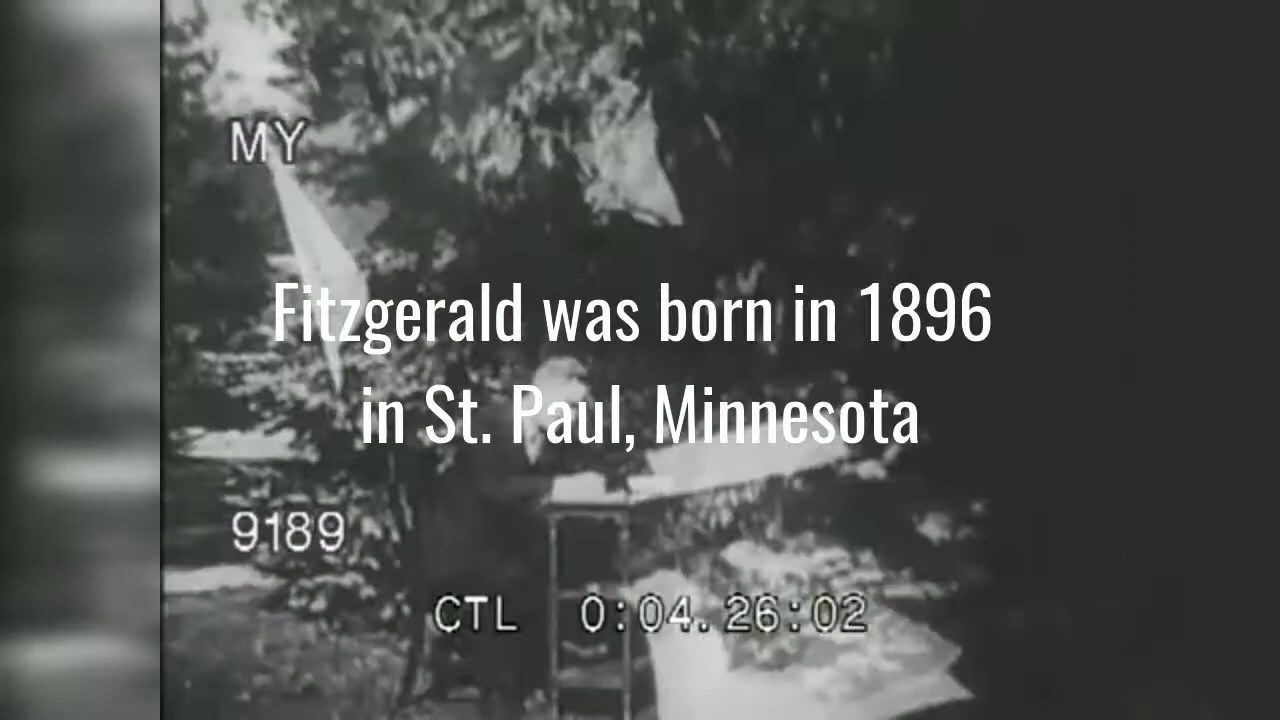 MY
Fitzgerald was born in 1896
in St. Paul, Minnesota
9189
CTL 0:04.26:02